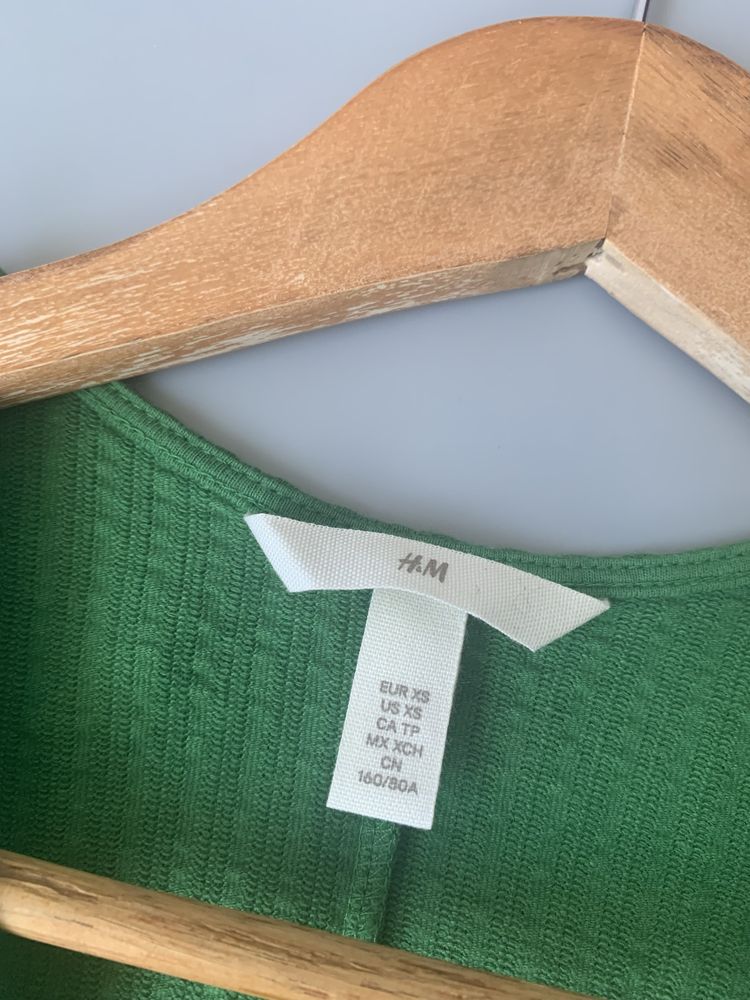 H&M
EUR XS
US XS
CA TP
MX XCH
CN
160/80A